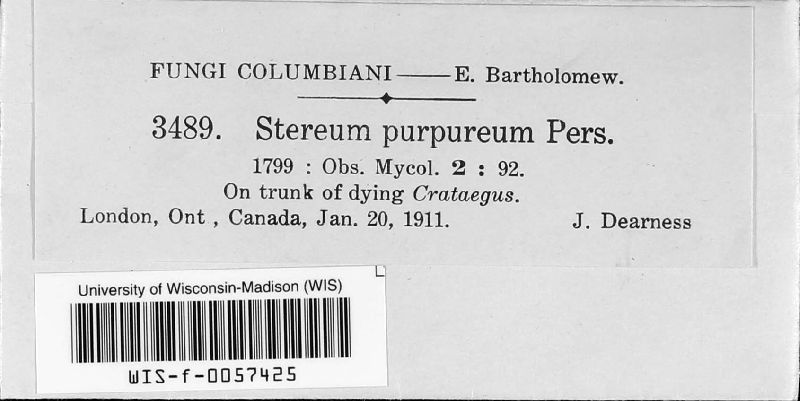 FUNGI COLUMBIANI——E. Bartholomew.
3489. Stereum purpureum Pers.
1799 : Obs. Mycol. 2 : 92.
On trunk of dying Crataegus.
London, Ont , Canada, Jan. 20, 1911. J. Dearness
University of Wisconsin-Madison (WIS)
WIS-f-0057425